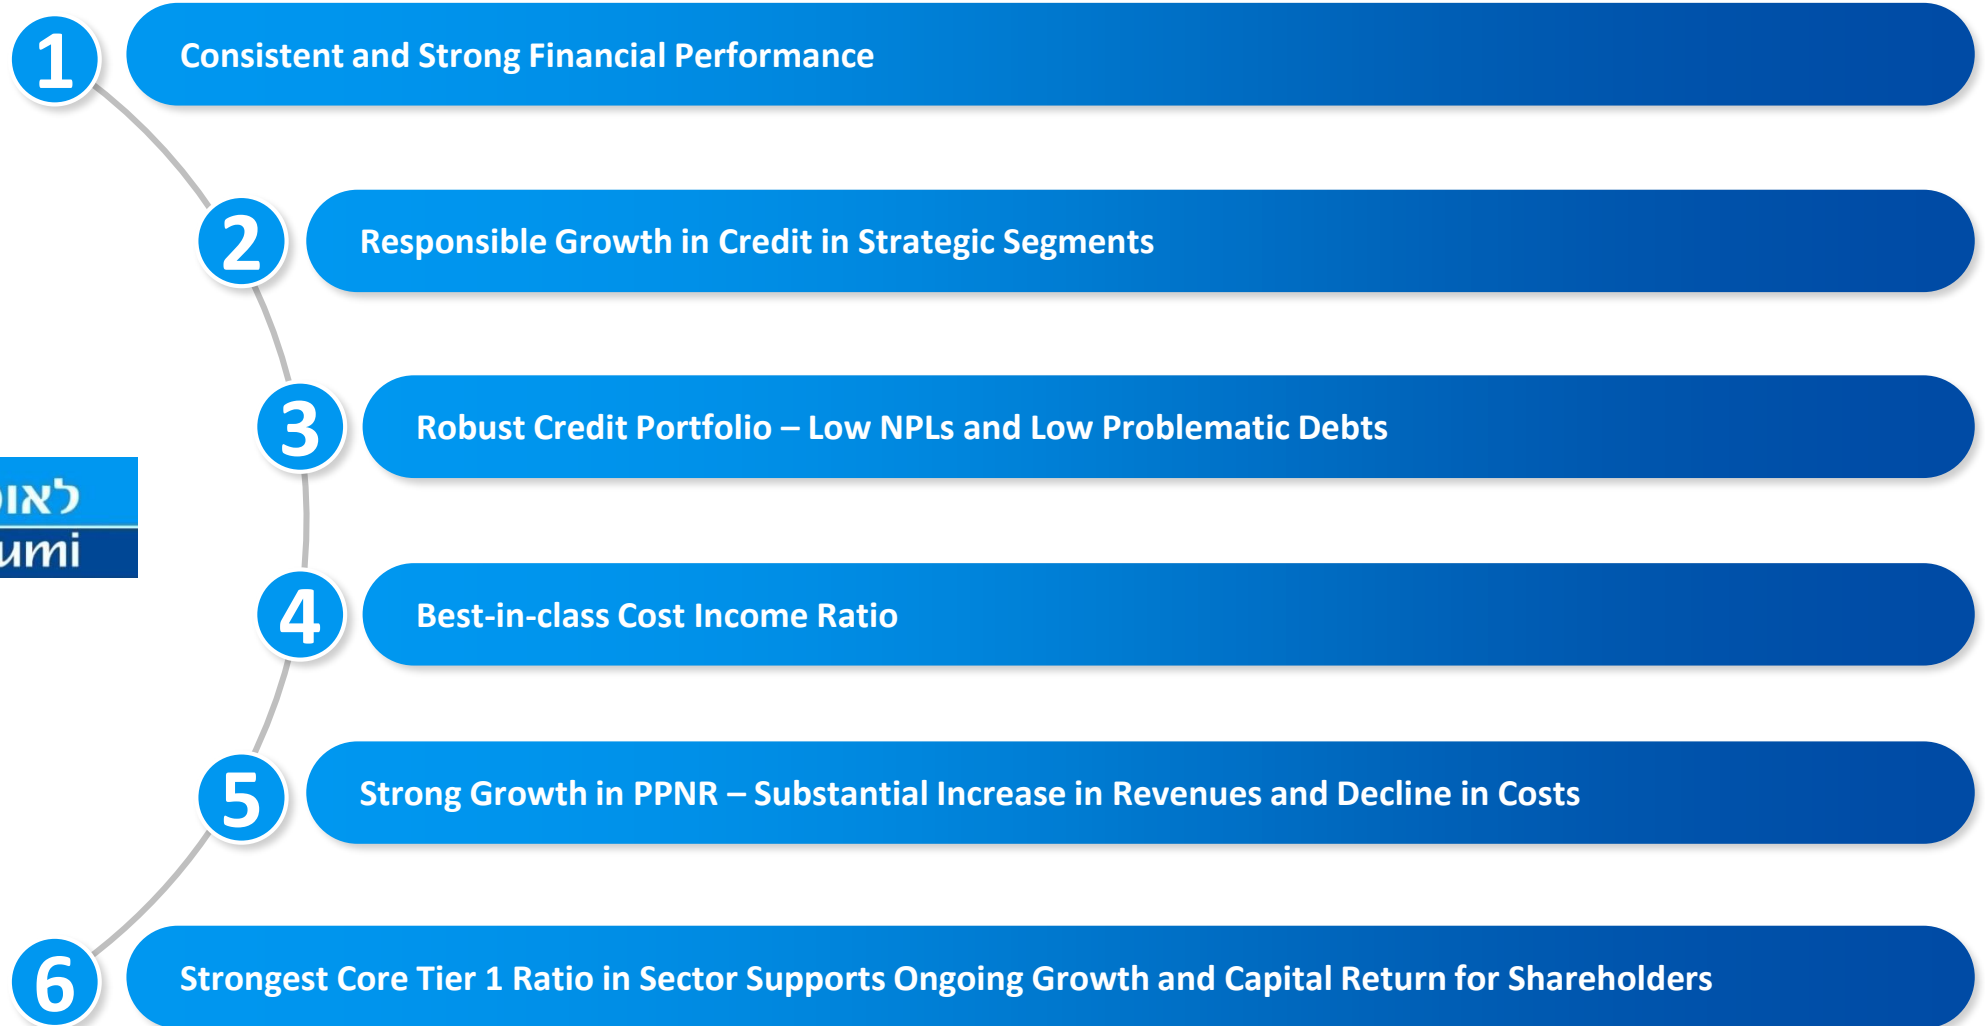 1
Consistent and Strong Financial Performance
2
Responsible Growth in Credit in Strategic Segments
3
Robust Credit Portfolio – Low NPLs and Low Problematic Debts
4
Best-in-class Cost Income Ratio
5
Strong Growth in PPNR – Substantial Increase in Revenues and Decline in Costs
6
Strongest Core Tier 1 Ratio in Sector Supports Ongoing Growth and Capital Return for Shareholders